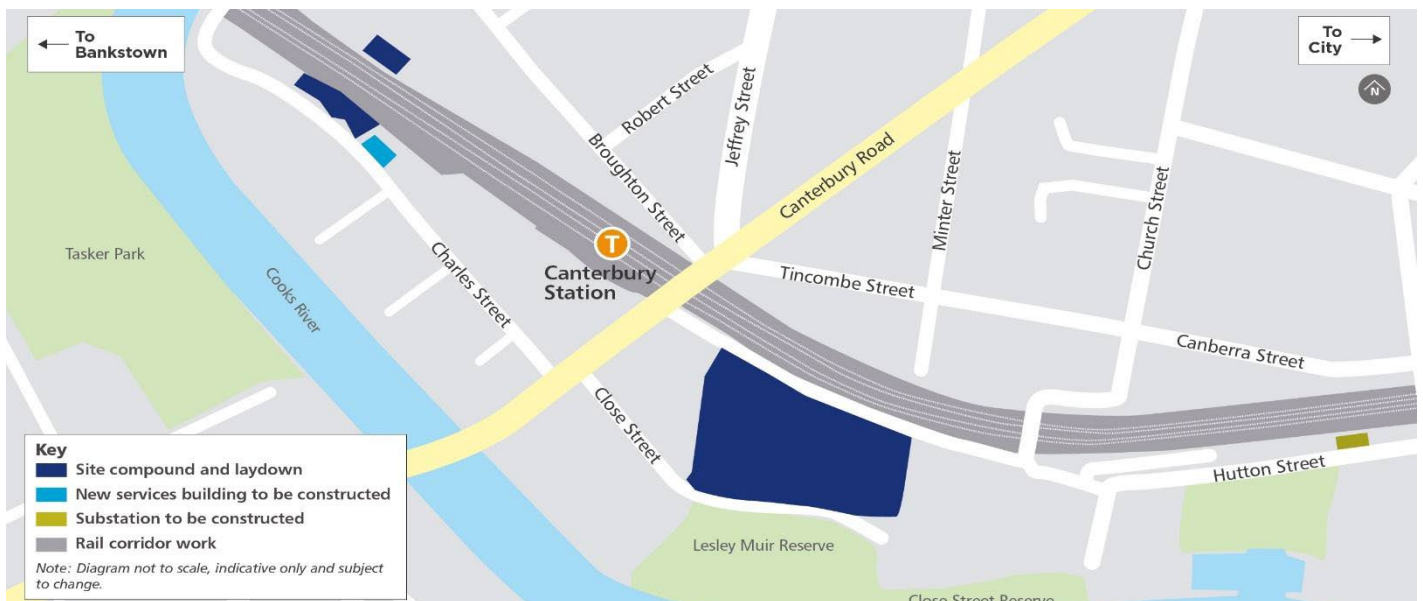 To
Bankstown
To
City
N
Robert Street
Jeffrey Street
Broughton Street
Canterbury Road
Minter Street
Church Street
T
Canterbury
Station
Tincombe Street
Canberra Street
Tasker Park
Cooks River
Charles Street
Close Street
Hutton Street
Lesley Muir Reserve
Close Street Reserve
Key
Site compound and laydown
New services building to be constructed
Substation to be constructed
Rail corridor work
Note: Diagram not to scale, indicative only and subject
to change.